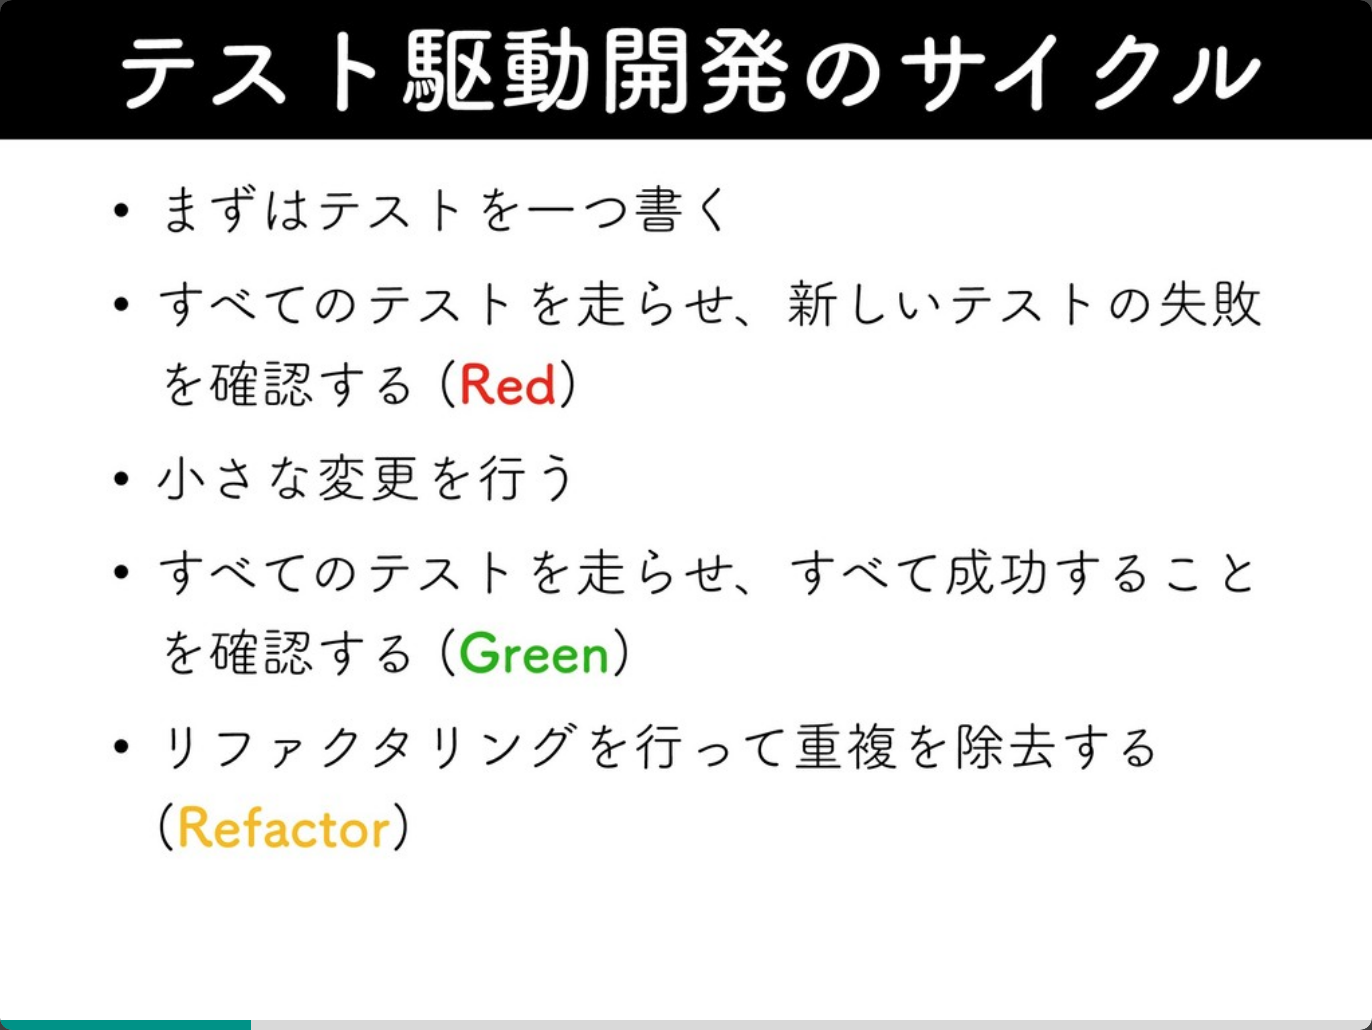 テスト駆動開発のサイクル
• まずはテストを一つ書く
• すべてのテストを走らせ、新しいテストの失敗
を確認する（Red）
• 小さな変更を行う
• すべてのテストを走らせ、すべて成功すること
を確認する（Green）
• リファクタリングを行って重複を除去する
（Refactor）